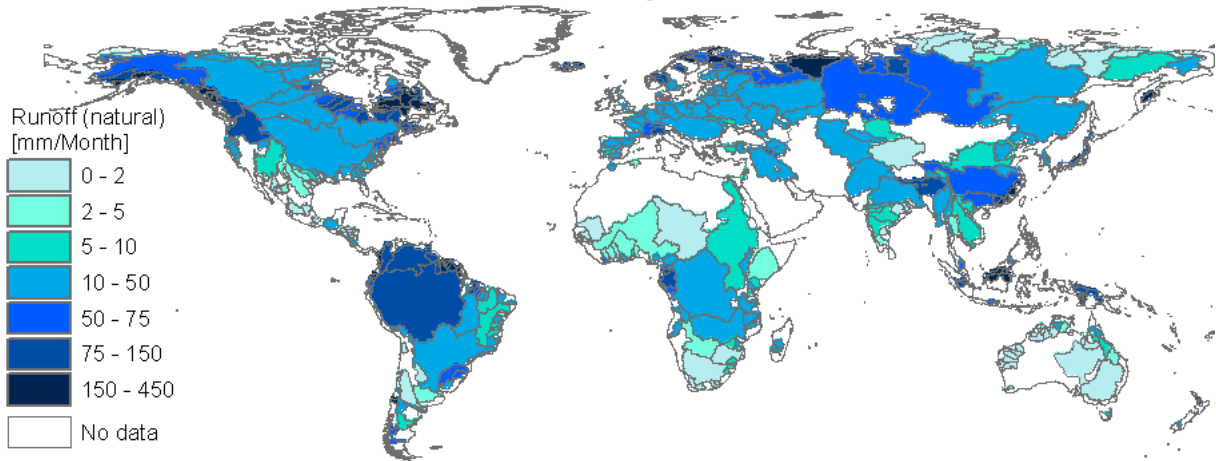 Runoff (natural)
[mm/Month]
0 - 2
2 - 5
5 - 10
10 - 50
50 - 75
75 - 150
150 - 450
No data